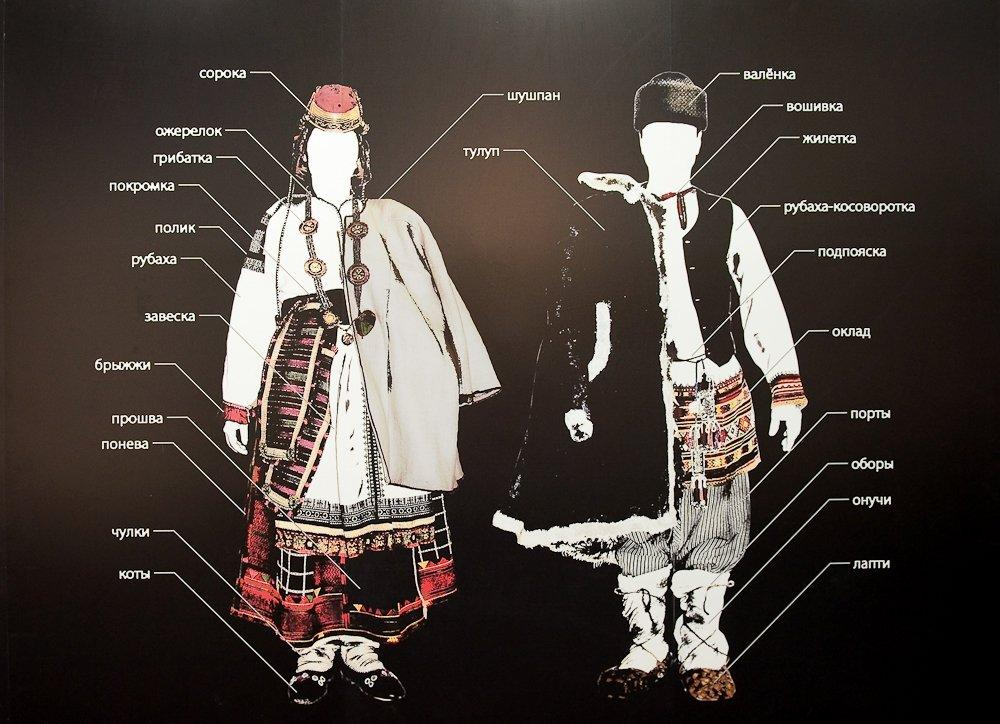 сорока
ожерелок
грибатка
покромка
полик
рубаха
завеска
брыжжи
прошва
понева
чулки
коты
шушпан
тулуп
валёнка
вошивка
жилетка
рубаха-косоворотка
подпояска
оклад
порты
оборы
онучи
лапти